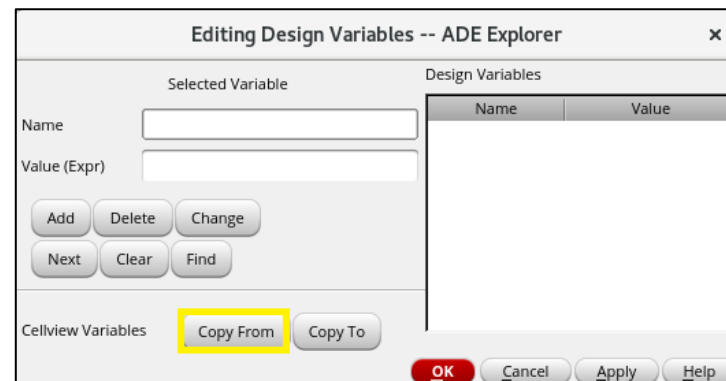 Editing Design Variables -- ADE Explorer ×
Selected Variable
Name
Value (Expr)
Add Delete Change
Next Clear Find
Cellview Variables Copy From Copy To
Design Variables
Name Value
OK Cancel Apply Help